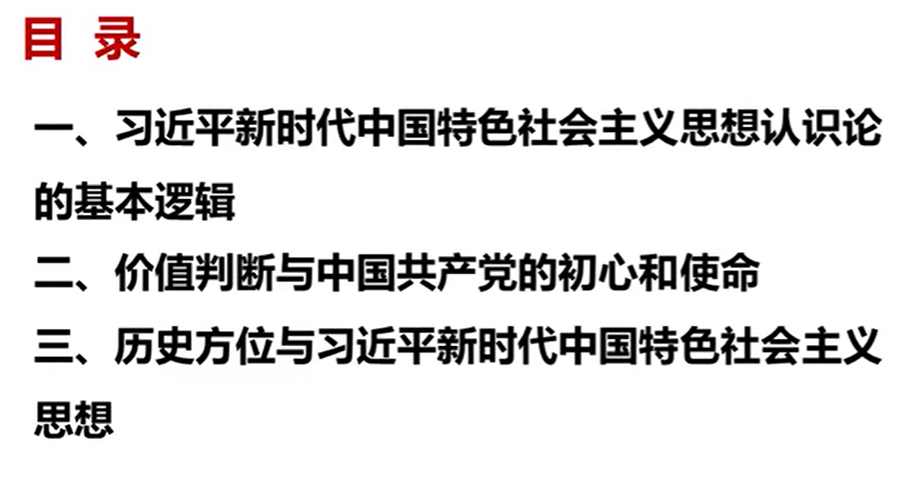 目 录
一、习近平新时代中国特色社会主义思想认识论
的基本逻辑
二、价值判断与中国共产党的初心和使命
三、历史方位与习近平新时代中国特色社会主义
思想